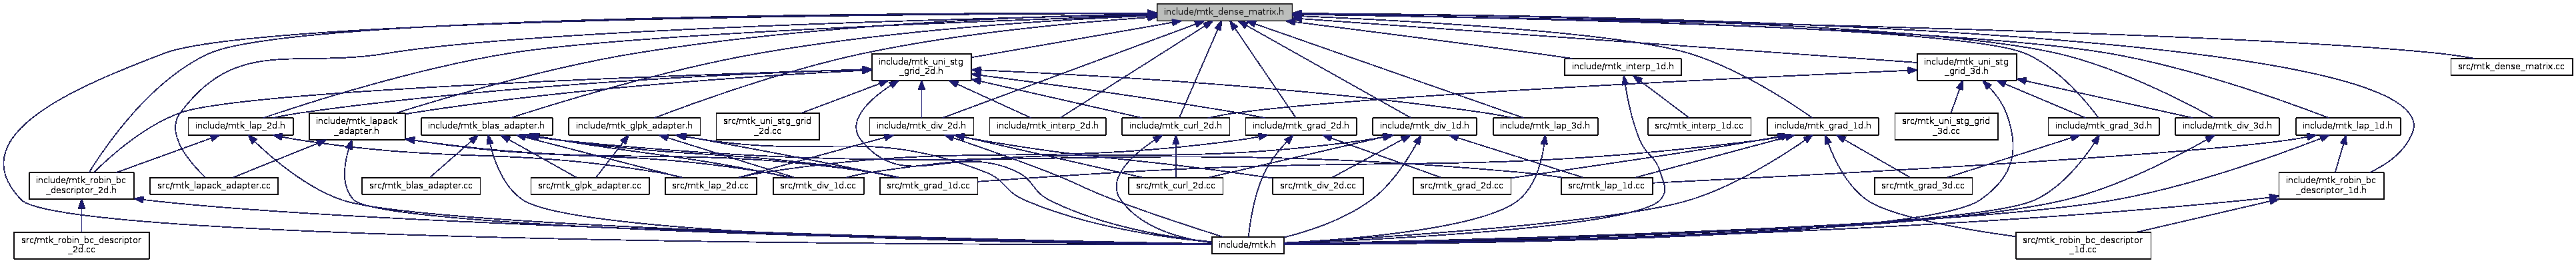 include/mtk_dense_matrix.h
include/mtk_uni_stg
_grid_2d.h
include/mtk_interp_1d.h
include/mtk_uni_stg
_grid_3d.h
src/mtk_dense_matrix.cc
include/mtk_lap_2d.h
include/mtk_lapack
_adapter.h
include/mtk_blas_adapter.h
include/mtk_glpk_adapter.h
src/mtk_uni_stg_grid
_2d.cc
include/mtk_div_2d.h
include/mtk_interp_2d.h
include/mtk_curl_2d.h
include/mtk_grad_2d.h
include/mtk_div_1d.h
include/mtk_lap_3d.h
src/mtk_interp_1d.cc
include/mtk_grad_1d.h
src/mtk_uni_stg_grid
_3d.cc
include/mtk_grad_3d.h
include/mtk_div_3d.h
include/mtk_lap_1d.h
include/mtk_robin_bc
_descriptor_2d.h
src/mtk_lapack_adapter.cc
src/mtk_blas_adapter.cc
src/mtk_glpk_adapter.cc
src/mtk_lap_2d.cc
src/mtk_div_1d.cc
src/mtk_grad_1d.cc
src/mtk_curl_2d.cc
src/mtk_div_2d.cc
src/mtk_grad_2d.cc
src/mtk_lap_1d.cc
src/mtk_grad_3d.cc
include/mtk_robin_bc
_descriptor_1d.h
src/mtk_robin_bc_descriptor
_2d.cc
include/mtk.h
src/mtk_robin_bc_descriptor
_1d.cc